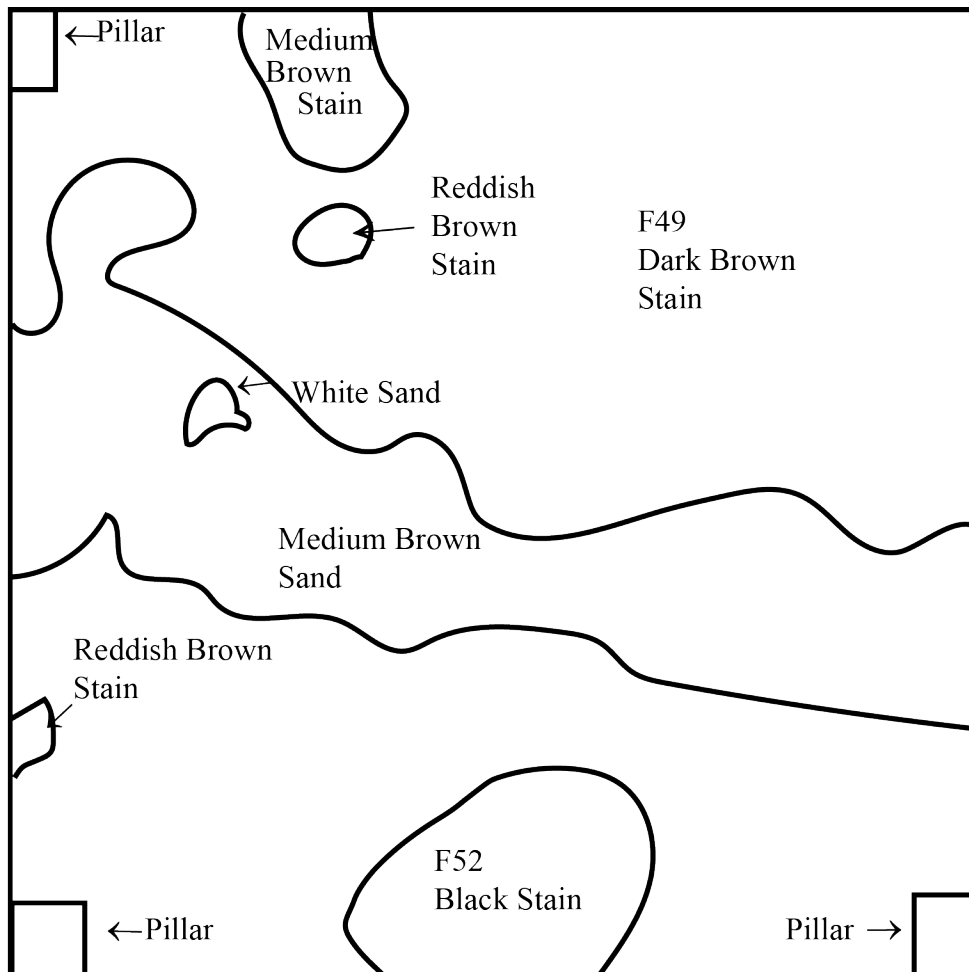 Pillar
Medium
Brown
Stain
Reddish
Brown
Stain
F49
Dark Brown
Stain
White Sand
Medium Brown
Sand
Reddish Brown
Stain
F52
Black Stain
Pillar
Pillar